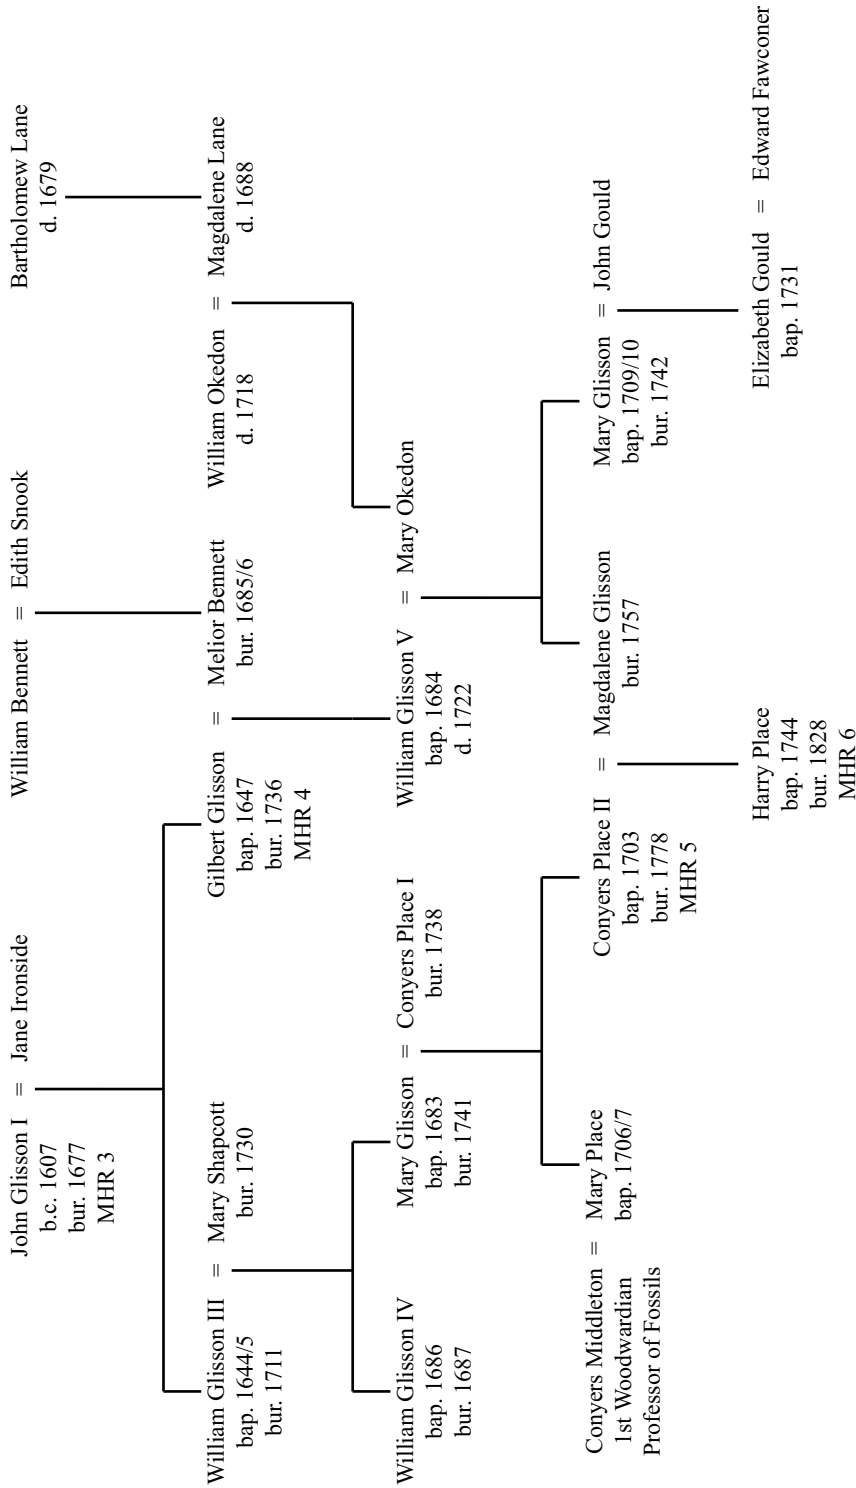 John Glisson I = Jane Ironside
b.c. 1607
bur. 1677
MHR 3
William Bennett = Edith Snook
Bartholomew Lane
d. 1679
William Glisson III = Mary Shapcott
bap. 1644/5
bur. 1711
bur. 1730
Gilbert Glisson = Melior Bennett
bap. 1647
bur. 1736
MHR 4
bur. 1685/6
William Okedon = Magdalene Lane
d. 1718
d. 1688
William Glisson IV
bap. 1686
bur. 1687
Mary Glisson = Conyers Place I
bap. 1683
bur. 1741
bur. 1738
William Glisson V = Mary Okedon
bap. 1684
d. 1722
Conyers Middleton = Mary Place
1st Woodwardian
Professor of Fossils
bap. 1706/7
Conyers Place II = Magdalene Glisson
bap. 1703
bur. 1778
MHR 5
bur. 1757
Mary Glisson = John Gould
bap. 1709/10
bur. 1742
Harry Place
bap. 1744
bur. 1828
MHR 6
Elizabeth Gould = Edward Fawconer
bap. 1731